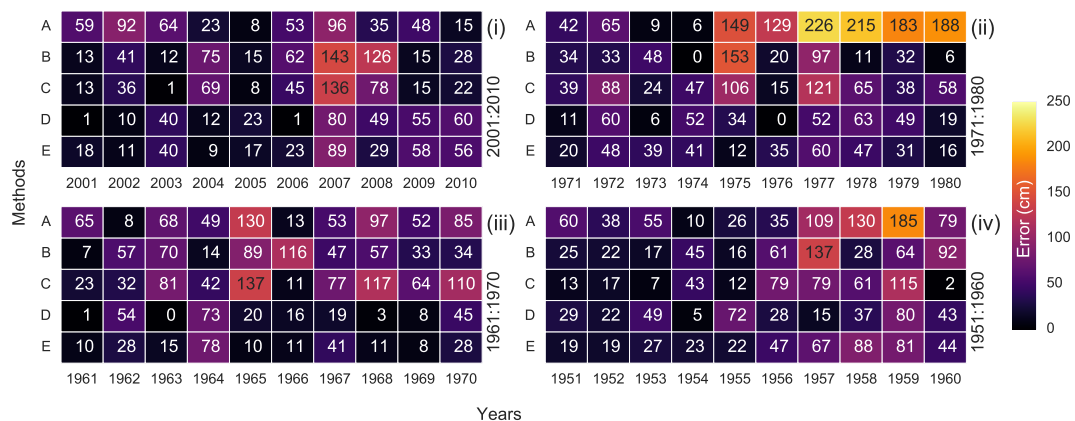 A 59 92 64 23 8 53 96 35 48 15 (i)
B 13 41 12 75 15 62 143 126 15 28
C 13 36 1 69 8 45 136 78 15 22
D 1 10 40 12 23 1 80 49 55 60
E 18 11 40 9 17 23 89 29 58 56
2001:2010
2001 2002 2003 2004 2005 2006 2007 2008 2009 2010
A 42 65 9 6 149 129 226 215 183 188 (ii)
B 34 33 48 0 153 20 97 11 32 6
C 39 88 24 47 106 15 121 65 38 58
D 11 60 6 52 34 0 52 63 49 19
E 20 48 39 41 12 35 60 47 31 16
1971:1980
1971 1972 1973 1974 1975 1976 1977 1978 1979 1980
Methods
A 65 8 68 49 130 13 53 97 52 85 (iii)
B 7 57 70 14 89 116 47 57 33 34
C 23 32 81 42 137 11 77 117 64 110
D 1 54 0 73 20 16 19 3 8 45
E 10 28 15 78 10 11 41 11 8 28
1961:1970
1961 1962 1963 1964 1965 1966 1967 1968 1969 1970
A 60 38 55 10 26 35 109 130 185 79 (iv)
B 25 22 17 45 16 61 137 28 64 92
C 13 17 7 43 12 79 79 61 115 2
D 29 22 49 5 72 28 15 37 80 43
E 19 19 27 23 22 47 67 88 81 44
1951:1960
1951 1952 1953 1954 1955 1956 1957 1958 1959 1960
Years
250
200
150
100
50
0
Error (cm)